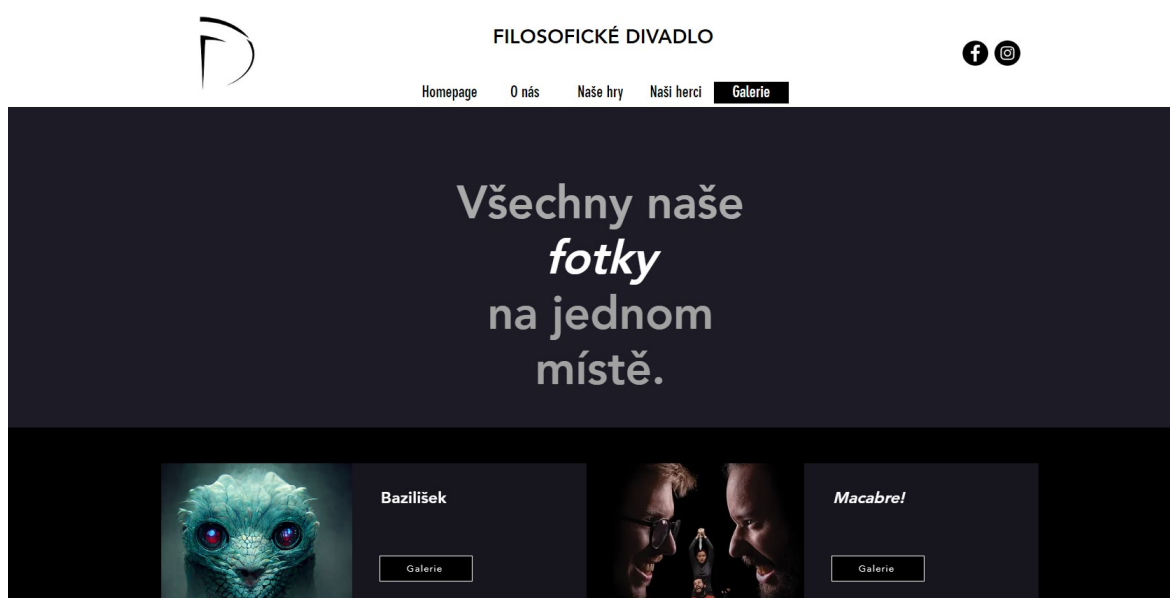 FILOSOFICKÉ DIVADLO
Homepage O nás Naše hry Naši herci Galerie
Všechny naše
fotky
na jednom
místě.
Bazilišek
Macabre!
Galerie
Galerie